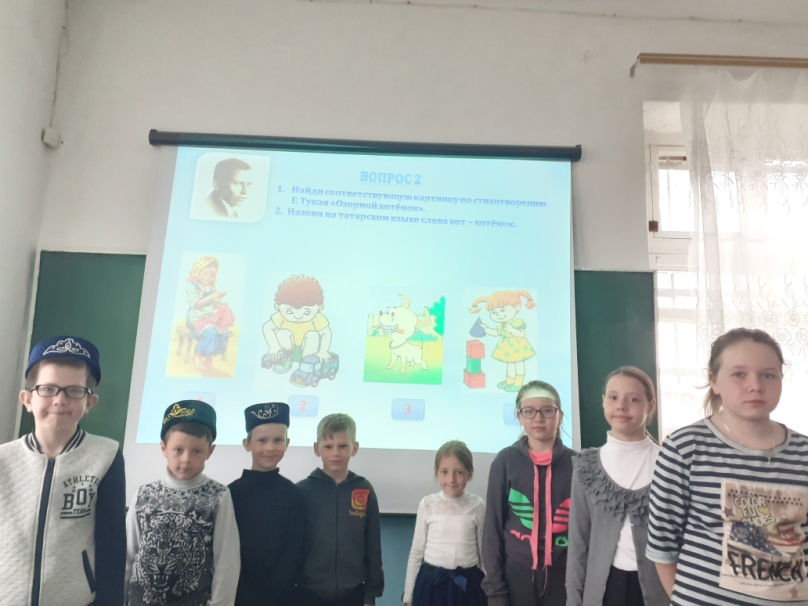 ВОПРОС 2
1. Найди соответствующую картинку по стихотворению
Г. Тукая «Озорной котёнок».
2. Назови на татарском языке слова кот – котёнок.
2
3
ATHLETIC
BOY
FRENCH